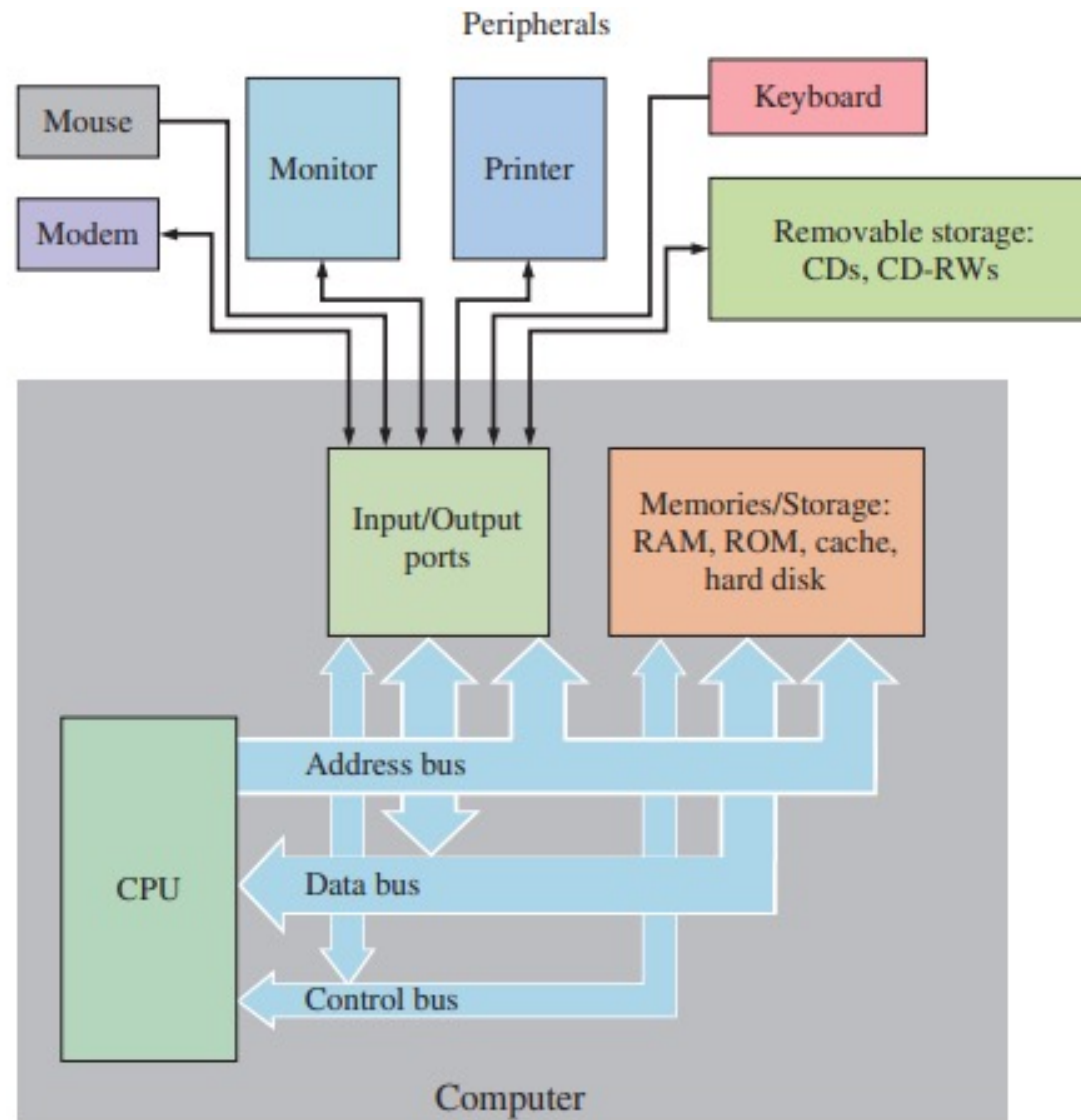 Peripherals
Mouse
Monitor
Printer
Keyboard
Modem
Removable storage:
CDs, CD-RWs
Input/Output
ports
Memories/Storage:
RAM, ROM, cache,
hard disk
Address bus
CPU
Data bus
Control bus
Computer